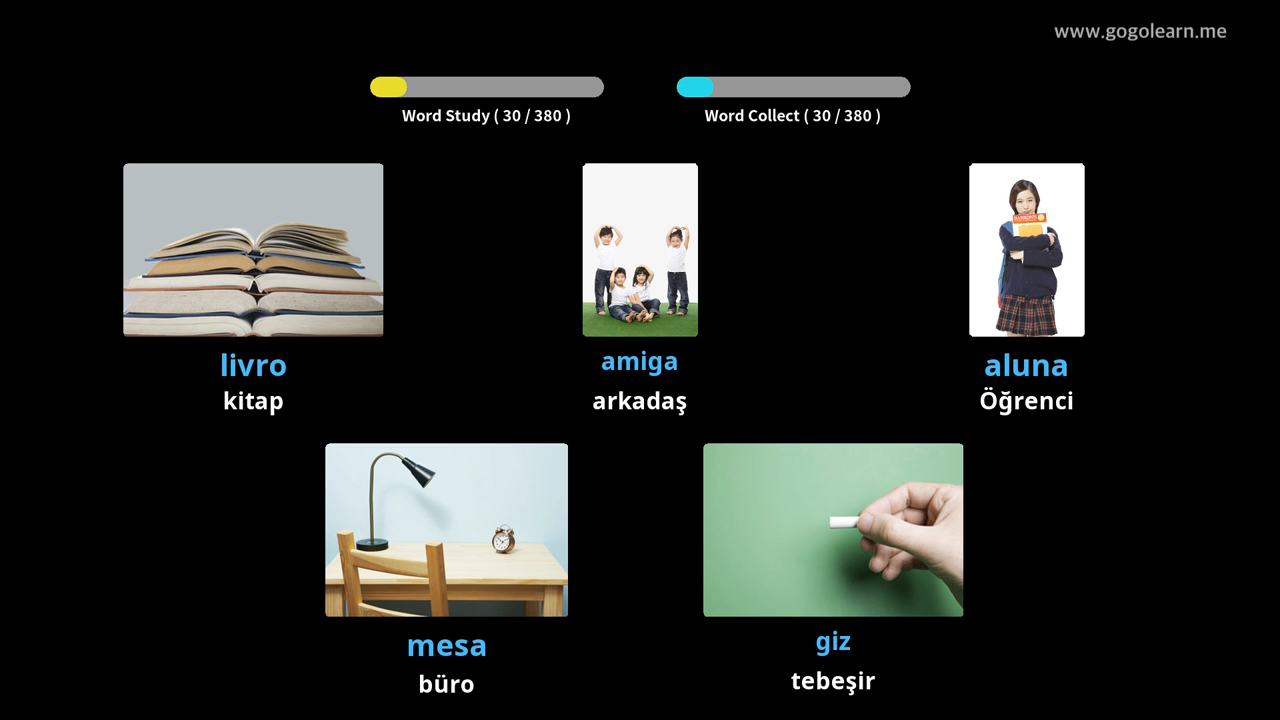 www.gogolearn.me
Word Study ( 30 / 380 )
Word Collect ( 30 / 380 )
livro
kitap
amiga
arkadaş
aluna
Öğrenci
mesa
büro
giz
tebeşir